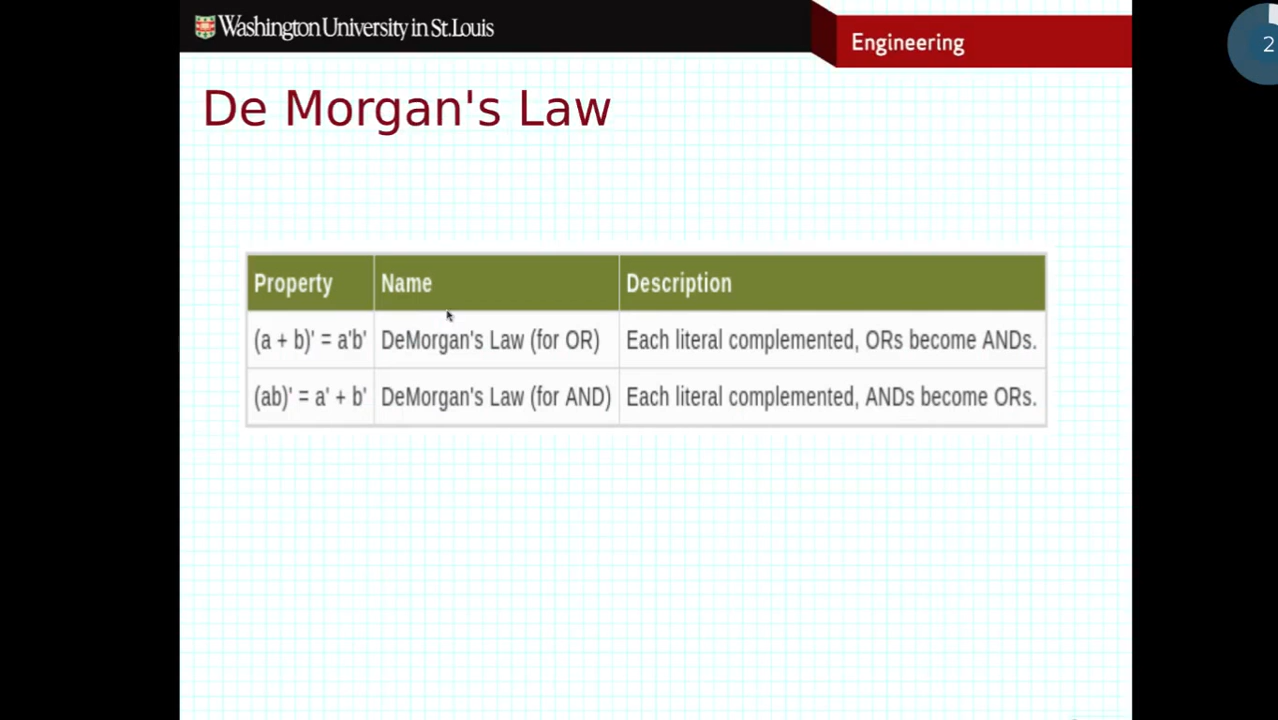 Washington University in St.Louis
Engineering
2
De Morgan's Law
Property Name Description
(a + b)' = a'b' DeMorgan's Law (for OR) Each literal complemented, ORs become ANDs.
(ab)' = a' + b' DeMorgan's Law (for AND) Each literal complemented, ANDs become ORs.